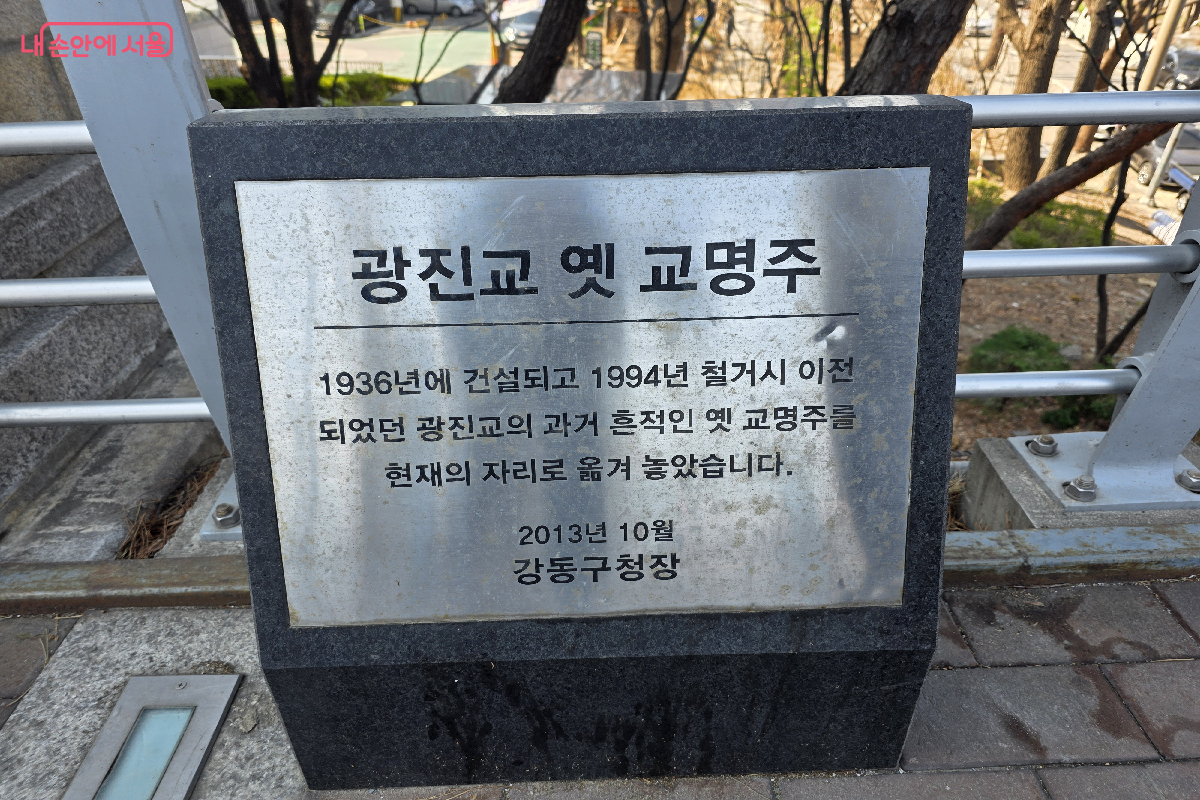 내 손안에 서울
광진교 옛 교명주
1936년에 건설되고 1994년 철거시 이전
되었던 광진교의 과거 흔적인 옛 교명주를
현재의 자리로 옮겨 놓았습니다.
2013년 10월
강동구청장